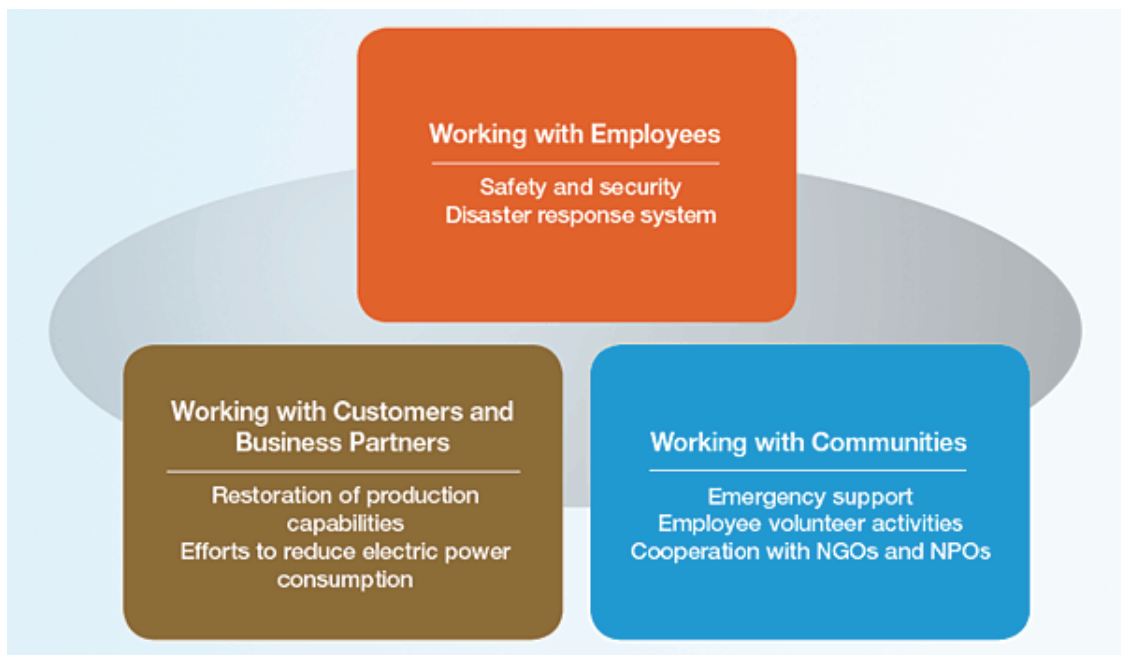 Working with Employees
Safety and security
Disaster response system
Working with Customers and
Business Partners
Restoration of production
capabilities
Efforts to reduce electric power
consumption
Working with Communities
Emergency support
Employee volunteer activities
Cooperation with NGOs and NPOs